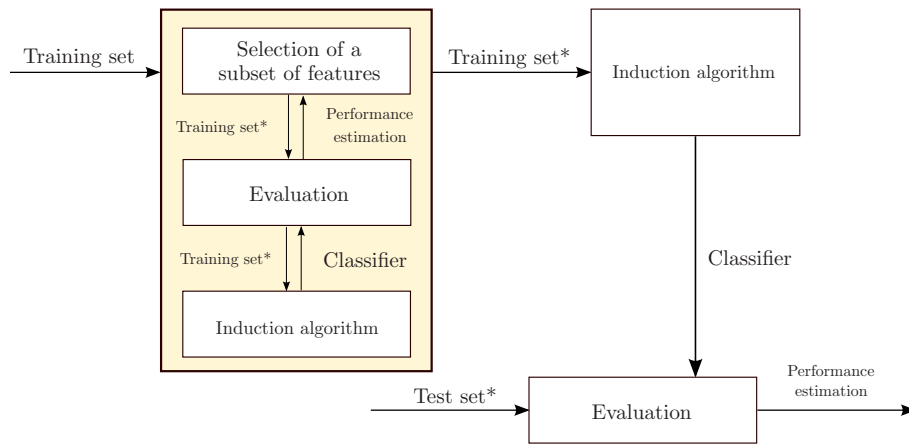 Training set
Selection of a
subset of features
Training set*
Performance
estimation
Evaluation
Training set*
Classifier
Induction algorithm
Training set*
Induction algorithm
Classifier
Test set*
Evaluation
Performance
estimation